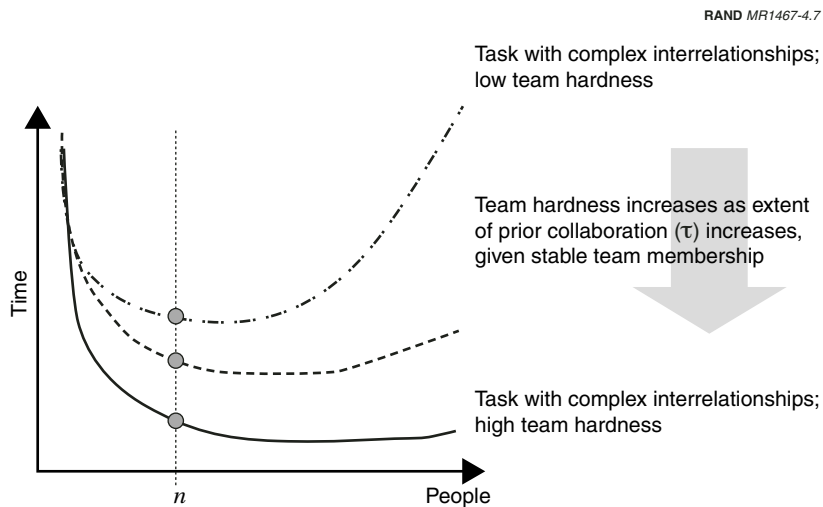 RAND MR1467-4.7
Task with complex interrelationships;
low team hardness
Team hardness increases as extent
of prior collaboration (τ) increases,
given stable team membership
Task with complex interrelationships;
high team hardness
Time
n
People